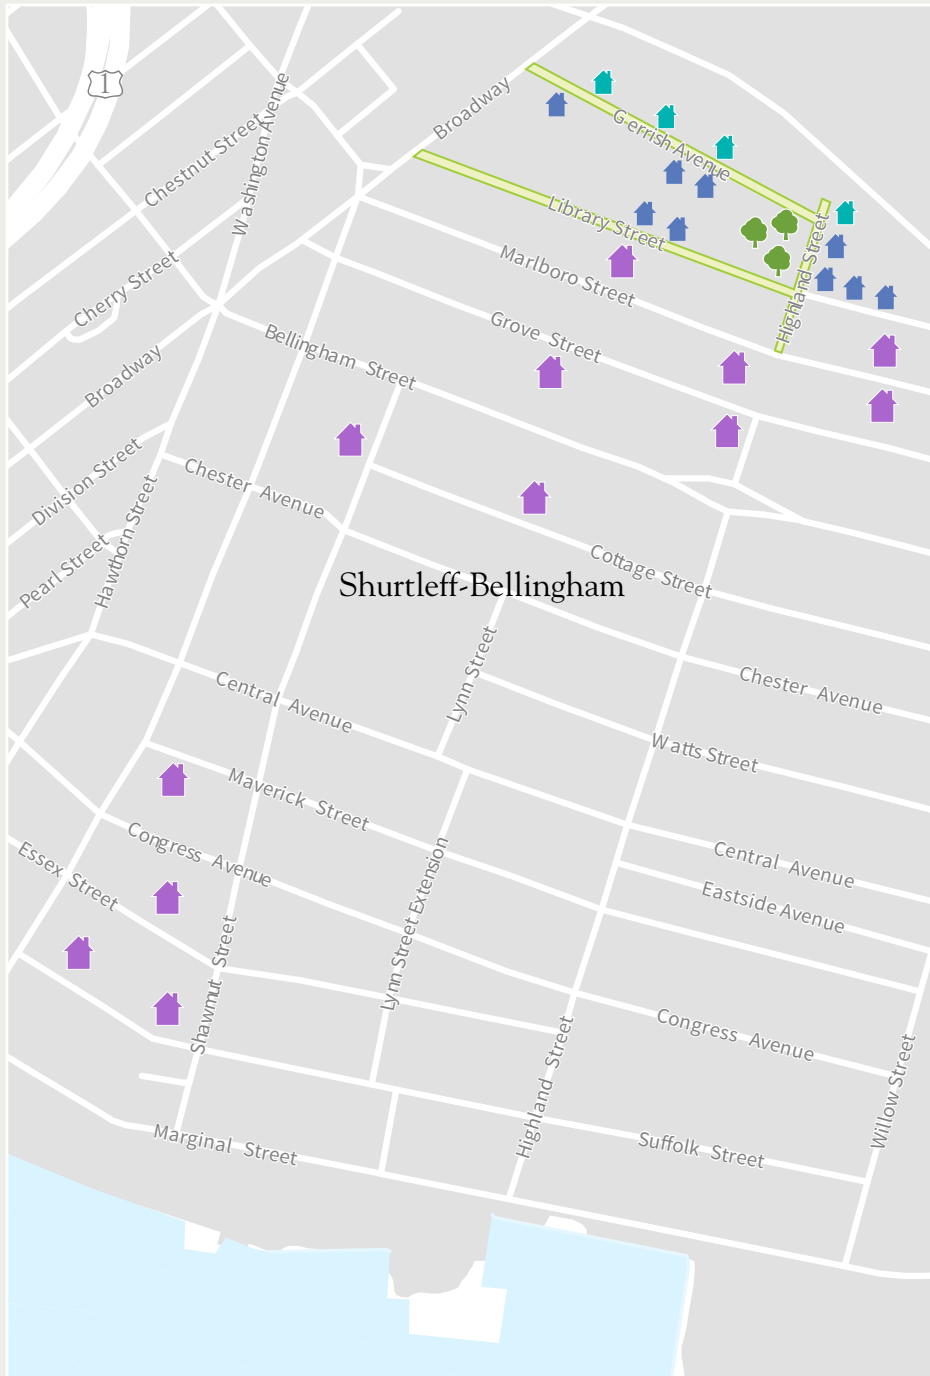 1
Broadway
Gerrish Avenue
Chestnut Street
Washington Avenue
Library Street
Highland Street
Marlboro Street
Cherry Street
Grove Street
Bellingham Street
Broadway
Division Street
Chester Avenue
Hawthorn Street
Pearl Street
Cottage Street
Shurtleff-Bellingham
Lynn Street
Chester Avenue
Central Avenue
Watts Street
Maverick Street
Congress Avenue
Essex Street
Central Avenue
Eastside Avenue
Lynn Street Extension
Shawmut Street
Congress Avenue
Highland Street
Willow Street
Marginal Street
Suffolk Street